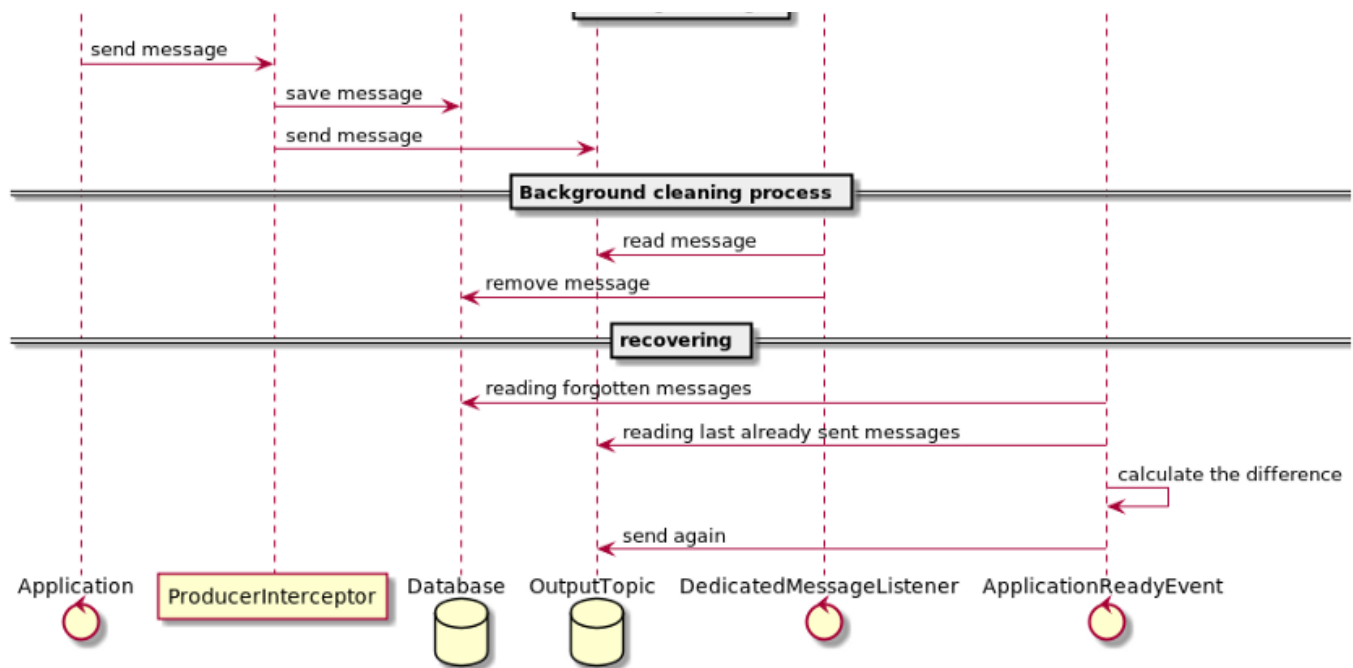 send message
save message
send message
Background cleaning process
read message
remove message
recovering
reading forgotten messages
reading last already sent messages
calculate the difference
send again
Application
ProducerInterceptor
Database
OutputTopic
DedicatedMessageListener
ApplicationReadyEvent